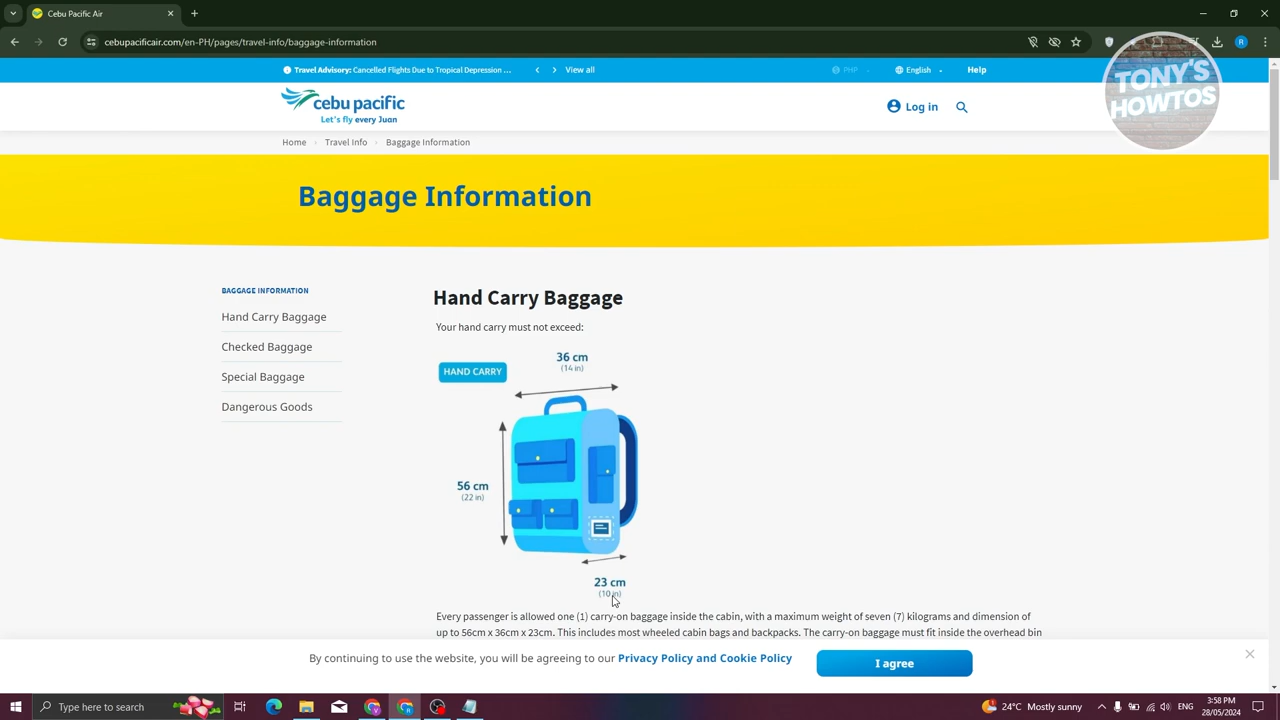 Cebu Pacific Air
cebupacificair.com/en-PH/pages/travel-info/baggage-information
R
Travel Advisory: Cancelled Flights Due to Tropical Depression ...
View all
PHP
English
Help
cebu pacific
Let's fly every Juan
Log in
TONY'S
HOWTOS
Home
Travel Info
Baggage Information
Baggage Information
BAGGAGE INFORMATION
Hand Carry Baggage
Checked Baggage
Special Baggage
Dangerous Goods
Hand Carry Baggage
Your hand carry must not exceed:
HAND CARRY
36 cm
(14 in)
56 cm
(22 in)
23 cm
(10 in)
Every passenger is allowed one (1) carry-on baggage inside the cabin, with a maximum weight of seven (7) kilograms and dimension of
up to 56cm x 36cm x 23cm. This includes most wheeled cabin bags and backpacks. The carry-on baggage must fit inside the overhead bin
By continuing to use the website, you will be agreeing to our Privacy Policy and Cookie Policy
I agree
Type here to search
24°C Mostly sunny
3:58 PM
28/05/2024